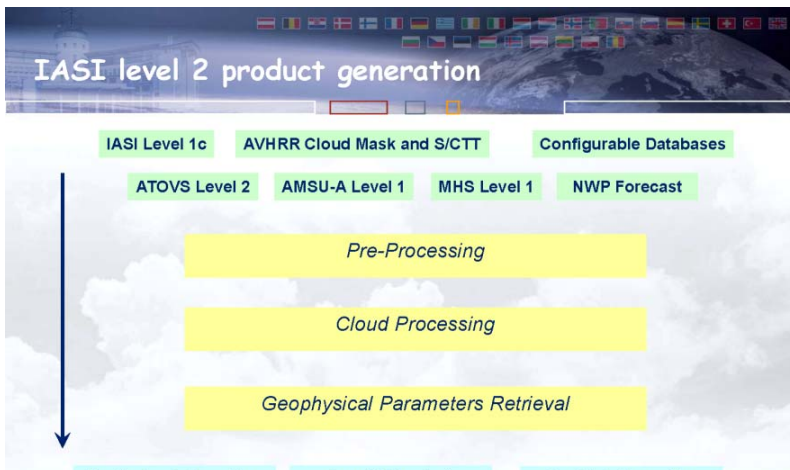 IASI level 2 product generation
IASI Level 1c AVHRR Cloud Mask and S/CTT Configurable Databases
ATOVS Level 2 AMSU-A Level 1 MHS Level 1 NWP Forecast
Pre-Processing
Cloud Processing
Geophysical Parameters Retrieval